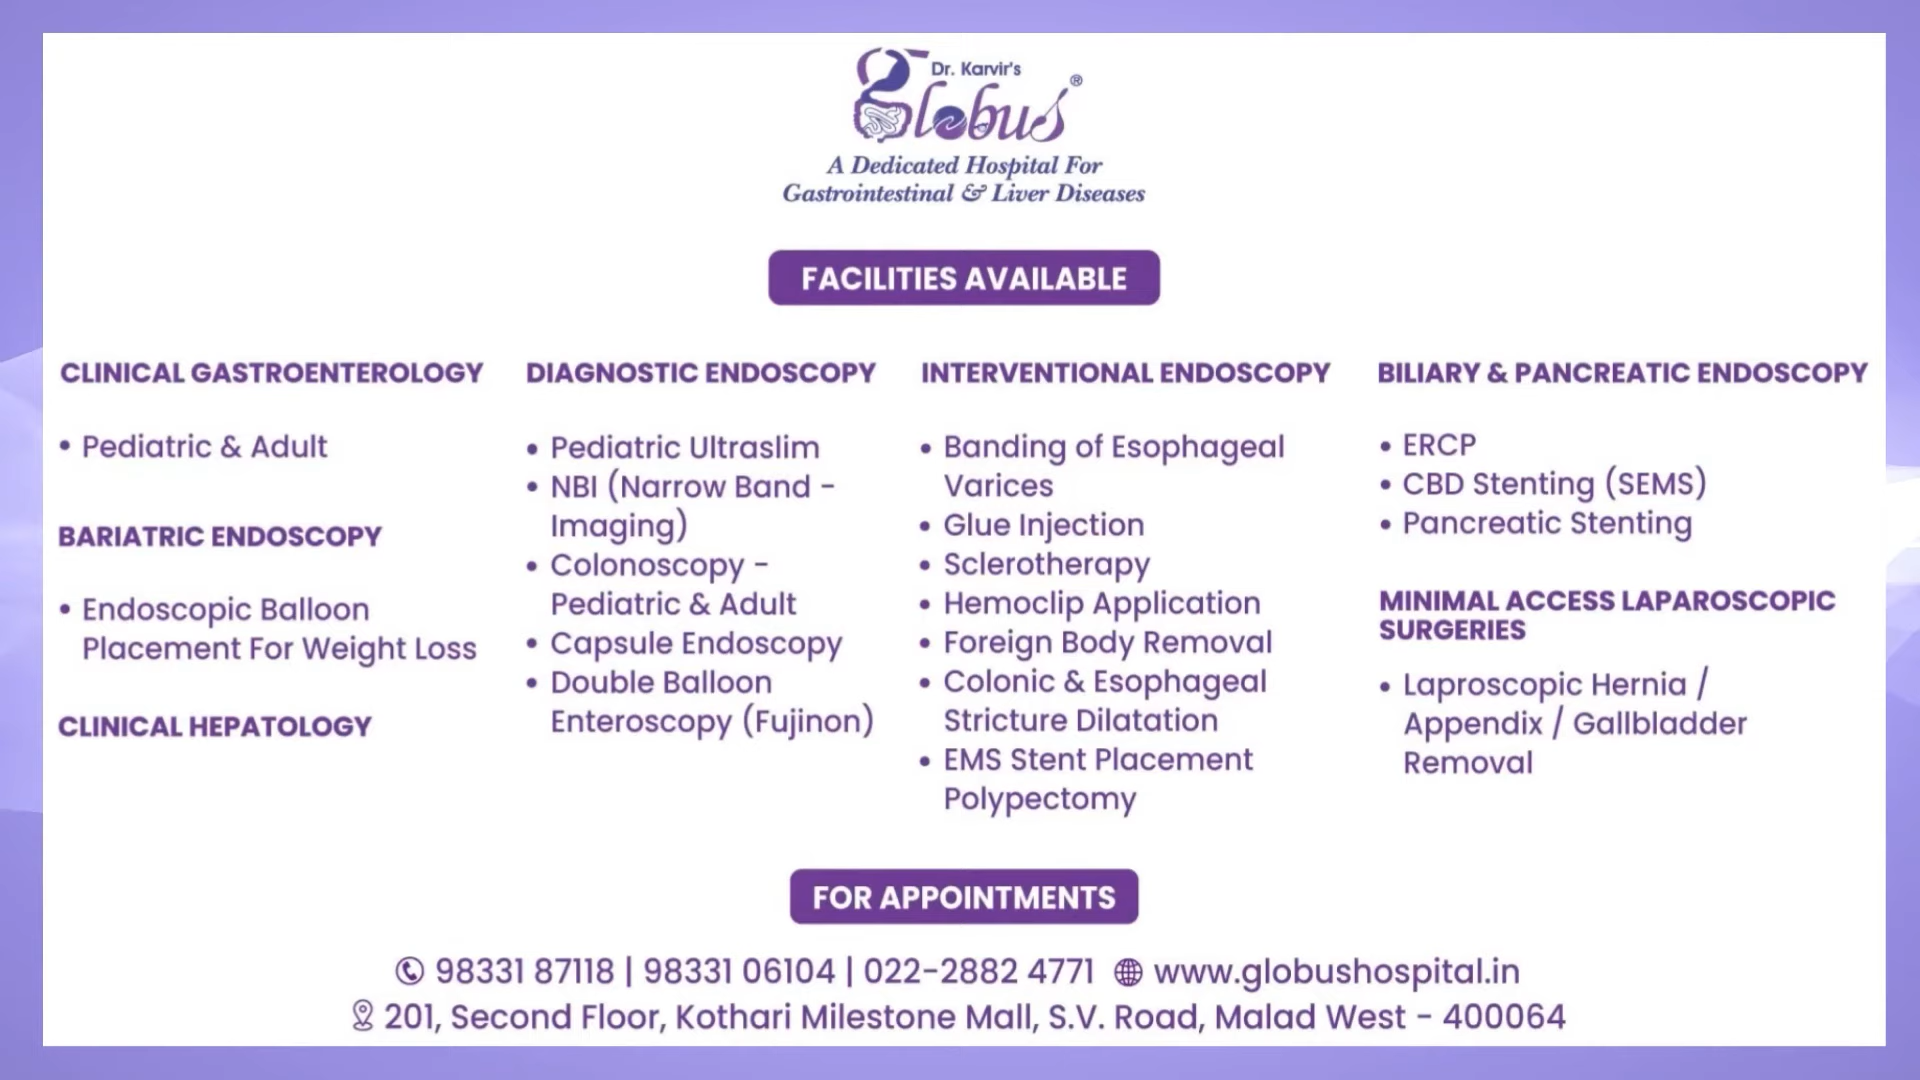 Dr. Karvir's
Globus®
A Dedicated Hospital For
Gastrointestinal & Liver Diseases
FACILITIES AVAILABLE
CLINICAL GASTROENTEROLOGY
• Pediatric & Adult
BARIATRIC ENDOSCOPY
• Endoscopic Balloon
Placement For Weight Loss
CLINICAL HEPATOLOGY
DIAGNOSTIC ENDOSCOPY
• Pediatric Ultraslim
• NBI (Narrow Band -
Imaging)
• Colonoscopy -
Pediatric & Adult
• Capsule Endoscopy
• Double Balloon
Enteroscopy (Fujinon)
INTERVENTIONAL ENDOSCOPY
• Banding of Esophageal
Varices
• Glue Injection
• Sclerotherapy
• Hemoclip Application
• Foreign Body Removal
• Colonic & Esophageal
Stricture Dilatation
• EMS Stent Placement
Polypectomy
BILIARY & PANCREATIC ENDOSCOPY
• ERCP
• CBD Stenting (SEMS)
• Pancreatic Stenting
MINIMAL ACCESS LAPAROSCOPIC
SURGERIES
• Laproscopic Hernia /
Appendix / Gallbladder
Removal
FOR APPOINTMENTS
98331 87118 | 98331 06104 | 022-2882 4771 www.globushospital.in
201, Second Floor, Kothari Milestone Mall, S.V. Road, Malad West - 400064